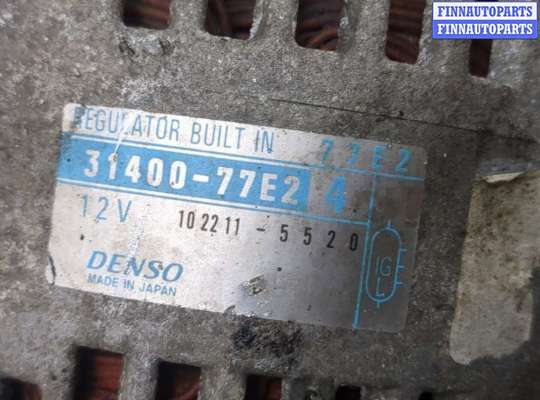 FINNAUTOPARTS
FINNAUTOPARTS
REGULATOR BUILT IN 77E2
31400-77E2 4
12V 102211-5520
DENSO
MADE IN JAPAN
IG
L